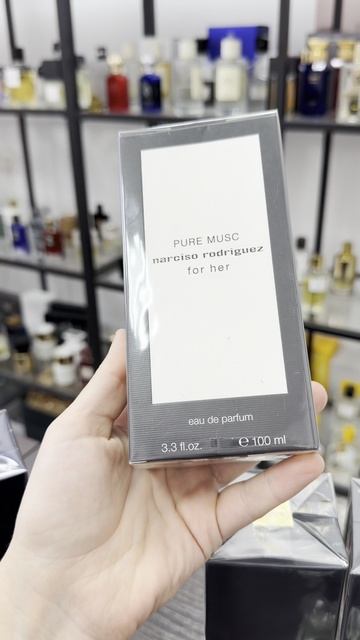 PURE MUSC
narciso rodriguez
for her
eau de parfum
3.3 fl.oz. ℮ 100 ml